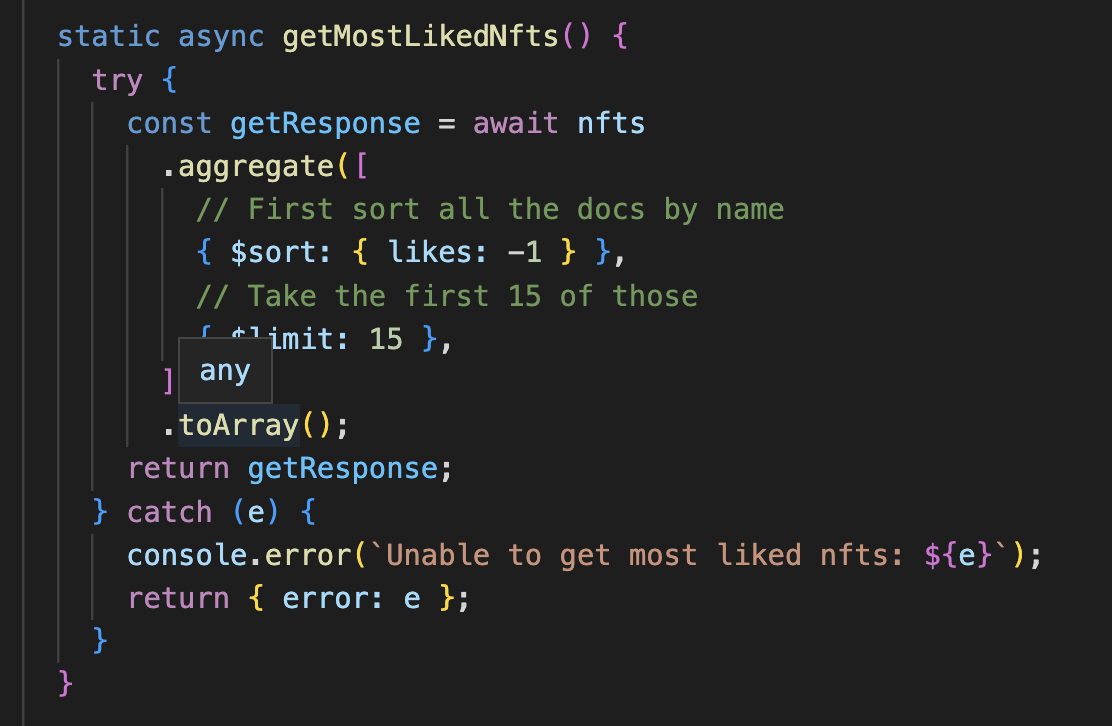 static async getMostLikedNfts() {
try {
const getResponse = await nfts
.aggregate([
// First sort all the docs by name
{ $sort: { likes: -1 } },
// Take the first 15 of those
{ $limit: 15 },
]
any
.toArray();
return getResponse;
} catch (e) {
console.error(`Unable to get most liked nfts: ${e}`);
return { error: e };
}
}